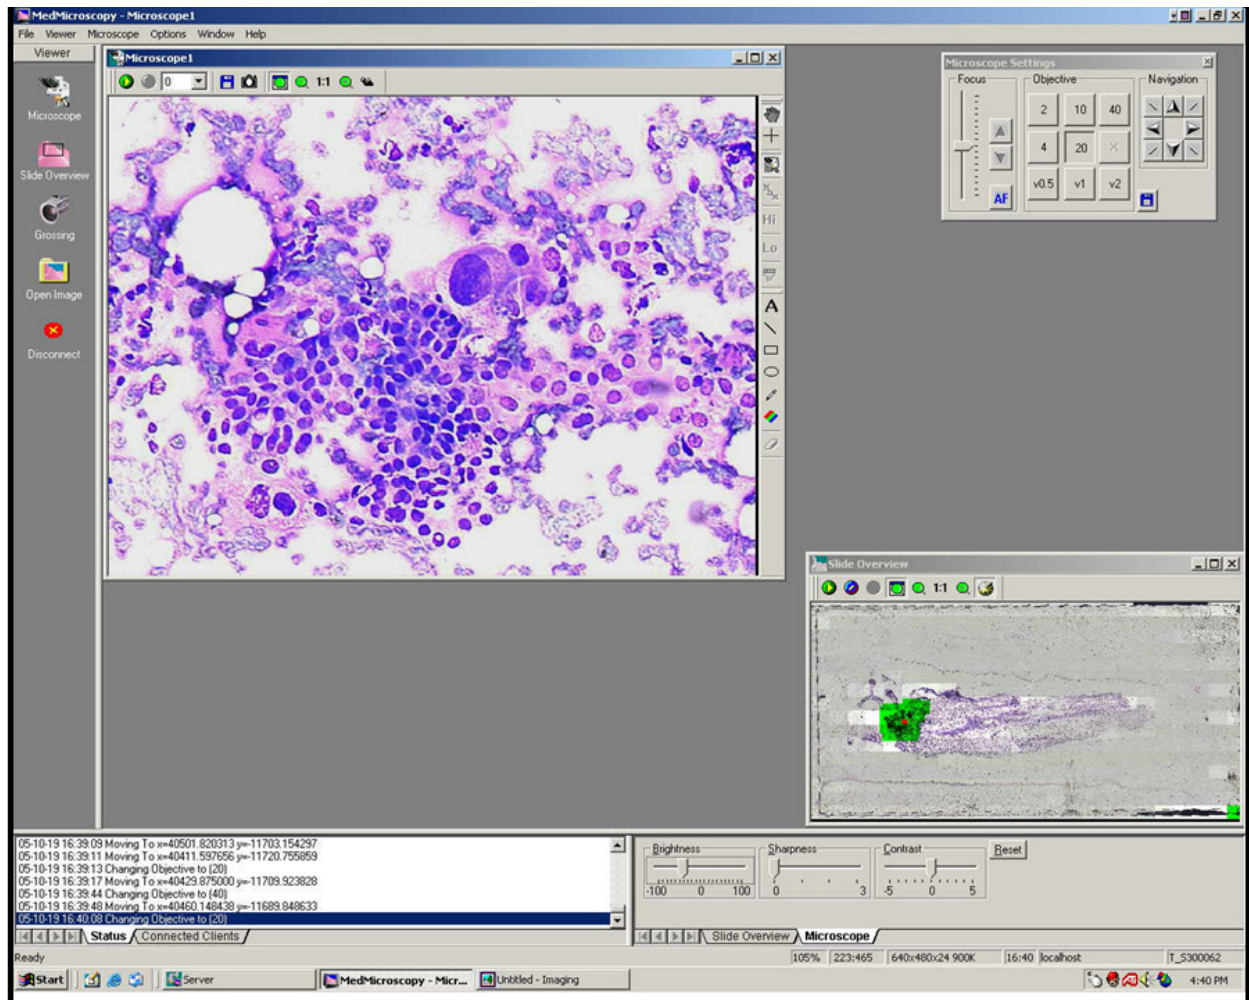 MedMicroscopy - Microscope1
File Viewer Microscope Options Window Help
Viewer
Microscope
Slide Overview
Grossing
Open Image
Disconnect
Microscope1
0
1:1
Hi
Lo
A
Microscope Settings
Focus Objective Navigation
2 10 40
4 20
v0.5 v1 v2
AF
Slide Overview
1:1
05-10-19 16:39:09 Moving To x=40501.820313 y=-11703.154297
05-10-19 16:39:11 Moving To x=40411.597656 y=-11720.755859
05-10-19 16:39:13 Changing Objective to (20)
05-10-19 16:39:17 Moving To x=40429.875000 y=-11709.923828
05-10-19 16:39:44 Changing Objective to (40)
05-10-19 16:39:48 Moving To x=40460.148438 y=-11689.848633
05-10-19 16:40:08 Changing Objective to (20)
Status Connected Clients
Brightness Sharpness Contrast Reset
-100 0 100 0 3 -5 0 5
Slide Overview Microscope
Ready 105% 223:465 640x480x24 900K 16:40 localhost T_S300062
Start Server MedMicroscopy - Micr... Untitled - Imaging 4:40 PM